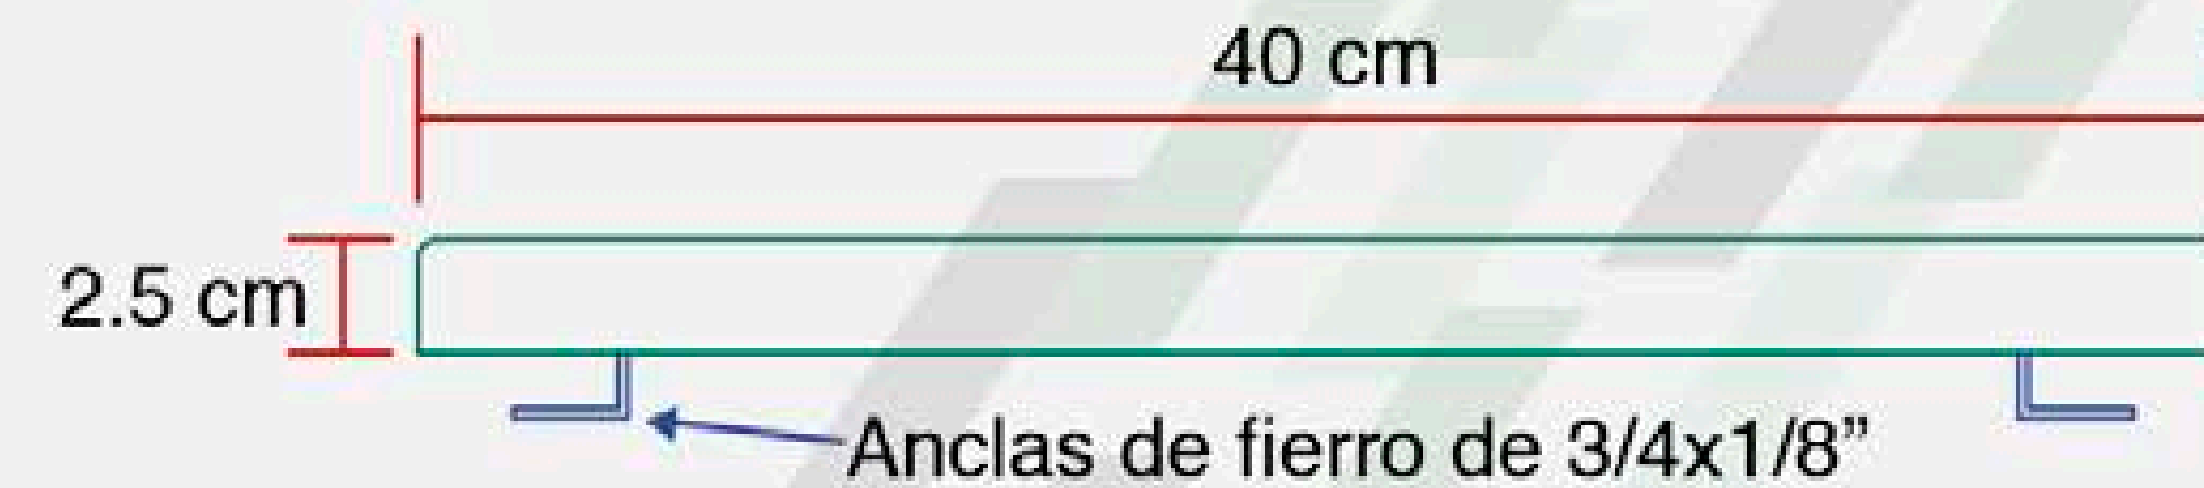 40 cm
2.5 cm
Anclas de fierro de 3/4x1/8”